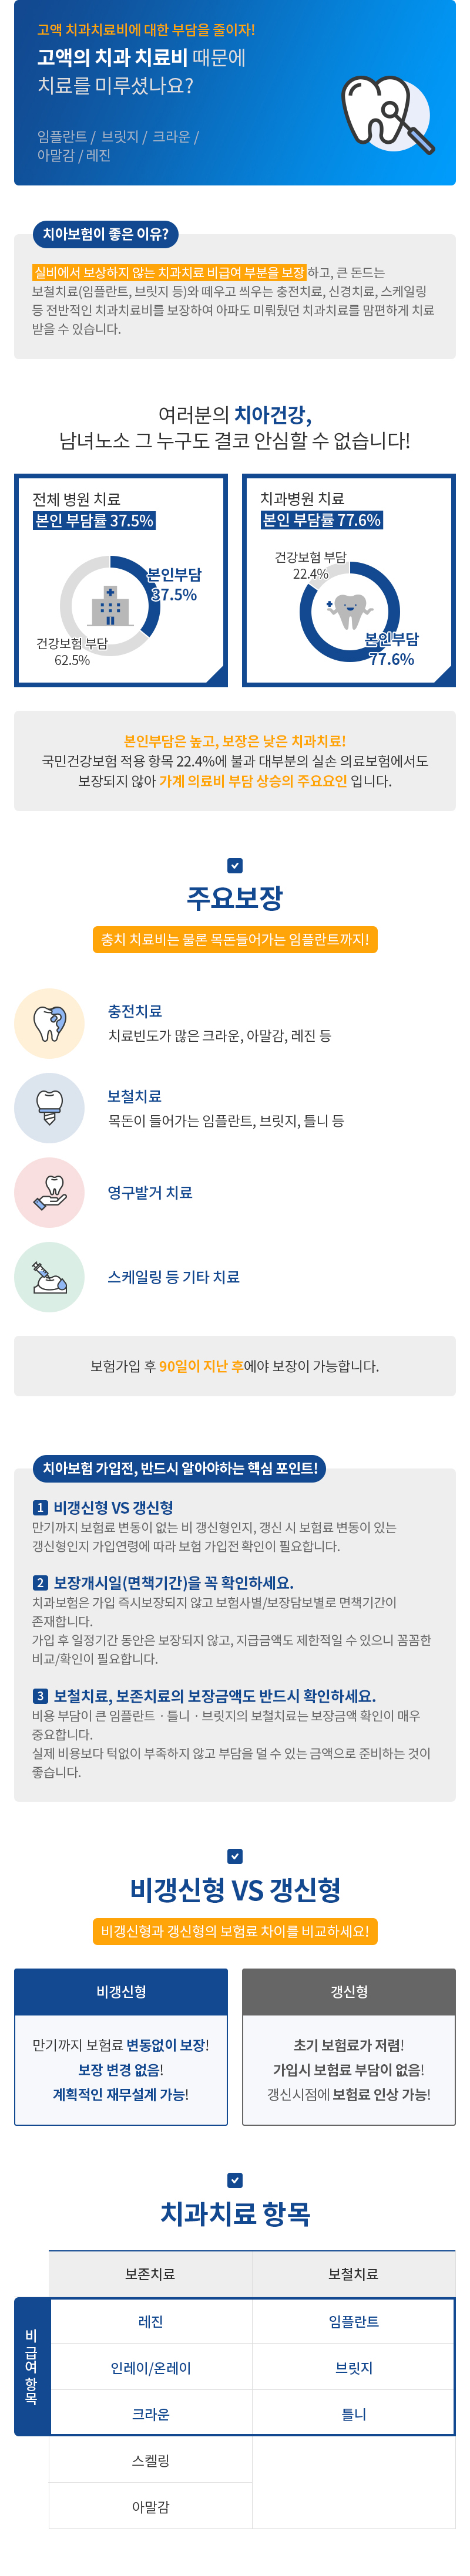 고액 치과치료비에 대한 부담을 줄이자!
고액의 치과 치료비 때문에
치료를 미루셨나요?
임플란트 / 브릿지 / 크라운 /
아말감 / 레진
치아보험이 좋은 이유?
실비에서 보상하지 않는 치과치료 비급여 부분을 보장하고, 큰 돈드는
보철치료(임플란트, 브릿지 등)와 떼우고 씌우는 충전치료, 신경치료, 스케일링
등 전반적인 치과치료비를 보장하여 아파도 미뤄뒀던 치과치료를 맘편하게 치료
받을 수 있습니다.
여러분의 치아건강,
남녀노소 그 누구도 결코 안심할 수 없습니다!
전체 병원 치료
본인 부담률 37.5%
본인부담
37.5%
건강보험 부담
62.5%
치과병원 치료
본인 부담률 77.6%
건강보험 부담
22.4%
본인부담
77.6%
본인부담은 높고, 보장은 낮은 치과치료!
국민건강보험 적용 항목 22.4%에 불과 대부분의 실손 의료보험에서도
보장되지 않아 가계 의료비 부담 상승의 주요요인 입니다.
주요보장
충치 치료비는 물론 목돈들어가는 임플란트까지!
충전치료
치료빈도가 많은 크라운, 아말감, 레진 등
보철치료
목돈이 들어가는 임플란트, 브릿지, 틀니 등
영구발거 치료
스케일링 등 기타 치료
보험가입 후 90일이 지난 후에야 보장이 가능합니다.
치아보험 가입전, 반드시 알아야하는 핵심 포인트!
1 비갱신형 VS 갱신형
만기까지 보험료 변동이 없는 비 갱신형인지, 갱신 시 보험료 변동이 있는
갱신형인지 가입연령에 따라 보험 가입전 확인이 필요합니다.
2 보장개시일(면책기간)을 꼭 확인하세요.
치과보험은 가입 즉시보장되지 않고 보험사별/보장담보별로 면책기간이
존재합니다.
가입 후 일정기간 동안은 보장되지 않고, 지급금액도 제한적일 수 있으니 꼼꼼한
비교/확인이 필요합니다.
3 보철치료, 보존치료의 보장금액도 반드시 확인하세요.
비용 부담이 큰 임플란트 · 틀니 · 브릿지의 보철치료는 보장금액 확인이 매우
중요합니다.
실제 비용보다 턱없이 부족하지 않고 부담을 덜 수 있는 금액으로 준비하는 것이
좋습니다.
비갱신형 VS 갱신형
비갱신형과 갱신형의 보험료 차이를 비교하세요!
비갱신형
만기까지 보험료 변동없이 보장!
보장 변경 없음!
계획적인 재무설계 가능!
갱신형
초기 보험료가 저렴!
가입시 보험료 부담이 없음!
갱신시점에 보험료 인상 가능!
치과치료 항목
보존치료 보철치료
비급여항목
레진 임플란트
인레이/온레이 브릿지
크라운 틀니
스켈링
아말감